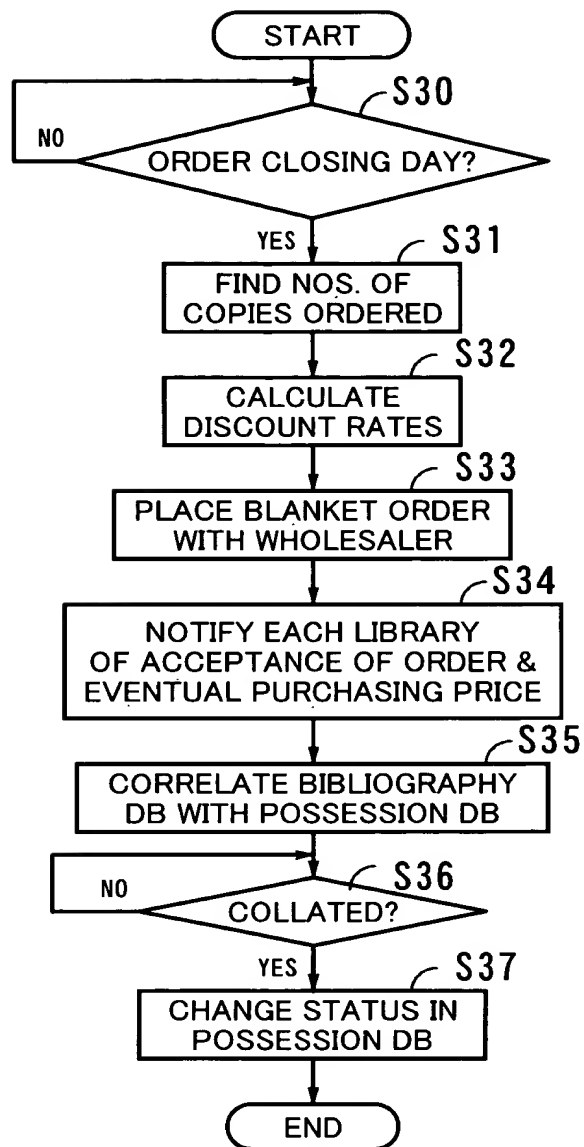 START
S30
NO
ORDER CLOSING DAY?
YES
S31
FIND NOS. OF
COPIES ORDERED
S32
CALCULATE
DISCOUNT RATES
S33
PLACE BLANKET ORDER
WITH WHOLESALER
S34
NOTIFY EACH LIBRARY
OF ACCEPTANCE OF ORDER &
EVENTUAL PURCHASING PRICE
S35
CORRELATE BIBLIOGRAPHY
DB WITH POSSESSION DB
S36
NO
COLLATED?
YES
S37
CHANGE STATUS IN
POSSESSION DB
END